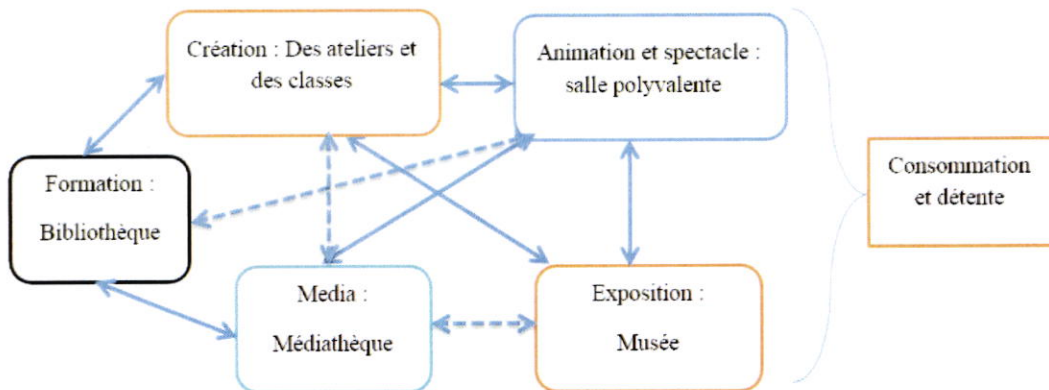 Création : Des ateliers et
des classes
Animation et spectacle :
salle polyvalente
Formation :
Bibliothèque
Consommation
et détente
Media :
Médiathèque
Exposition :
Musée